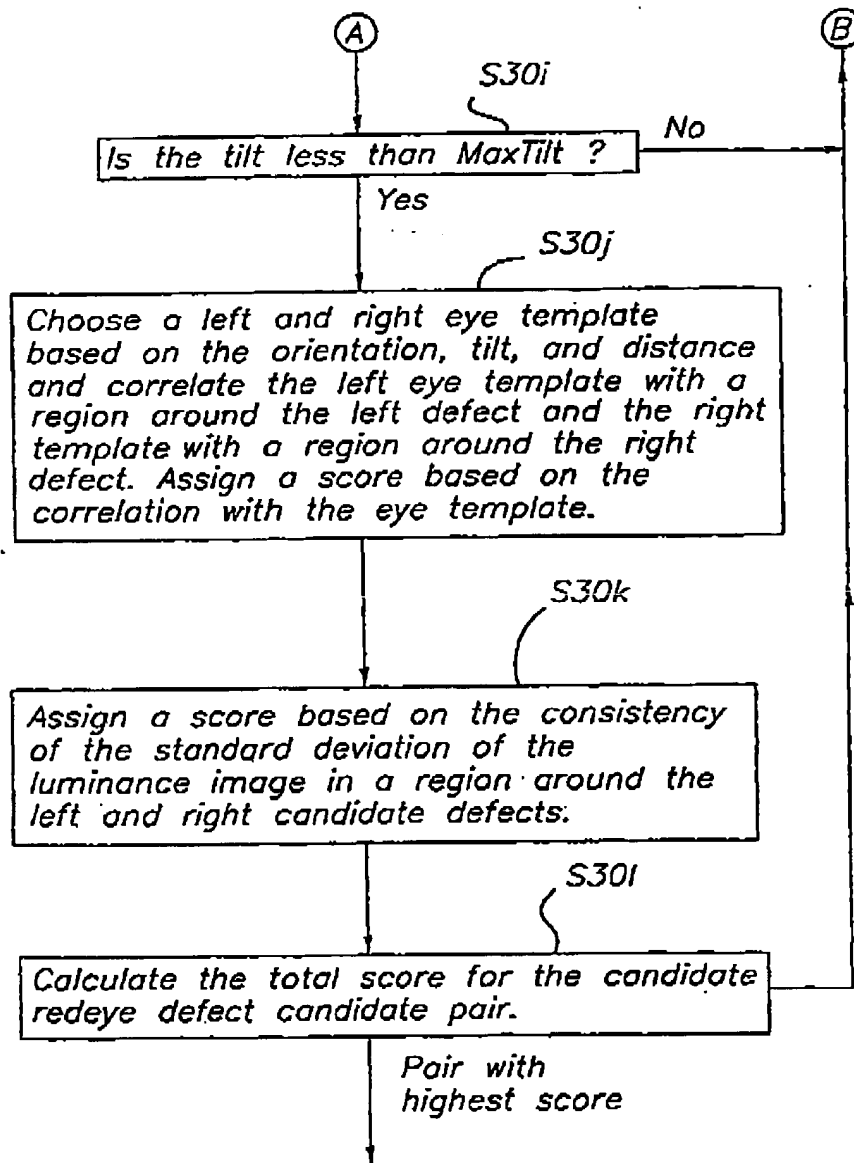 A
B
S30i
Is the tilt less than MaxTilt ?
No
Yes
S30j
Choose a left and right eye template
based on the orientation, tilt, and distance
and correlate the left eye template with a
region around the left defect and the right
template with a region around the right
defect. Assign a score based on the
correlation with the eye template.
S30k
Assign a score based on the consistency
of the standard deviation of the
luminance image in a region around the
left and right candidate defects.
S30l
Calculate the total score for the candidate
redeye defect candidate pair.
Pair with
highest score